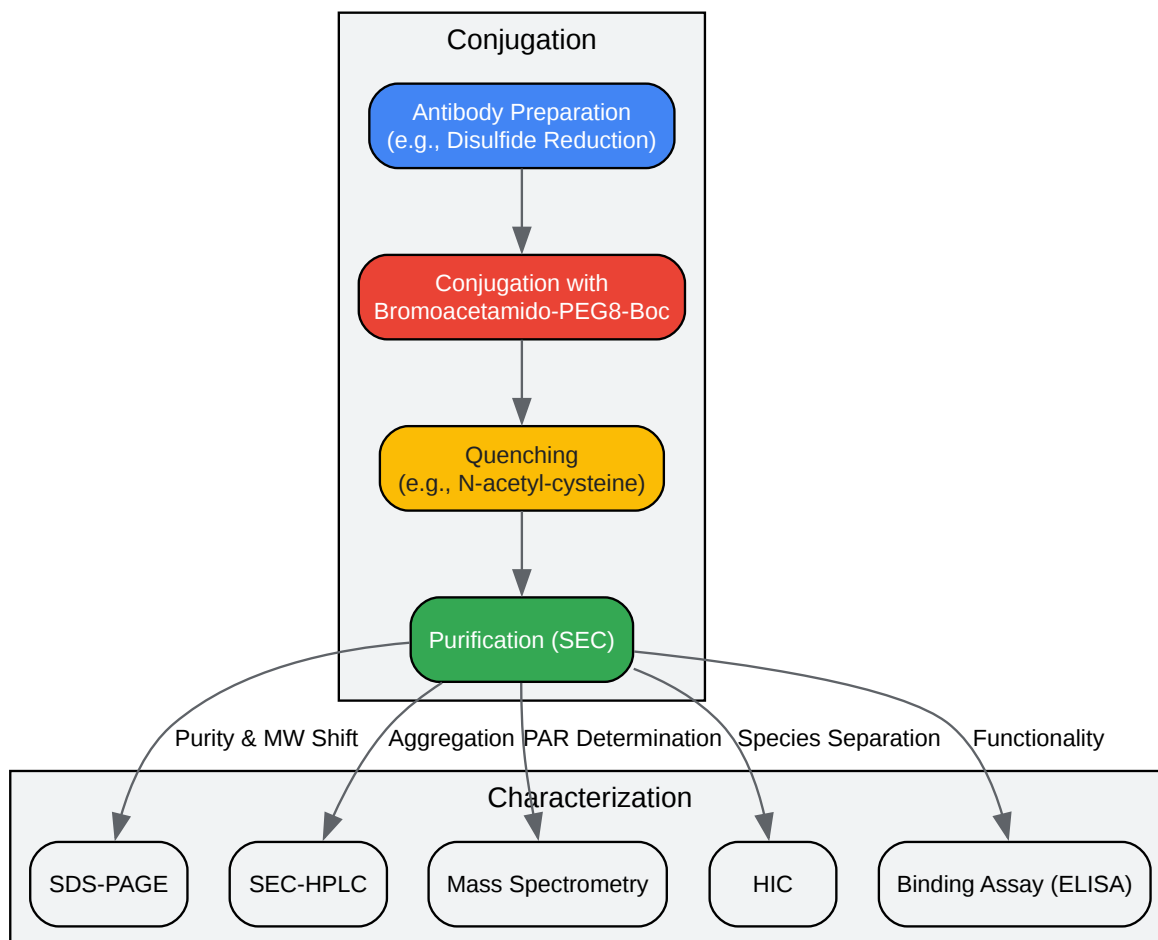 Conjugation
Antibody Preparation
(e.g., Disulfide Reduction)
Conjugation with
Bromoacetamido-PEG8-Boc
Quenching
(e.g., N-acetyl-cysteine)
Purification (SEC)
Purity & MW Shift
Aggregation
PAR Determination
Species Separation
Functionality
Characterization
SDS-PAGE
SEC-HPLC
Mass Spectrometry
HIC
Binding Assay (ELISA)